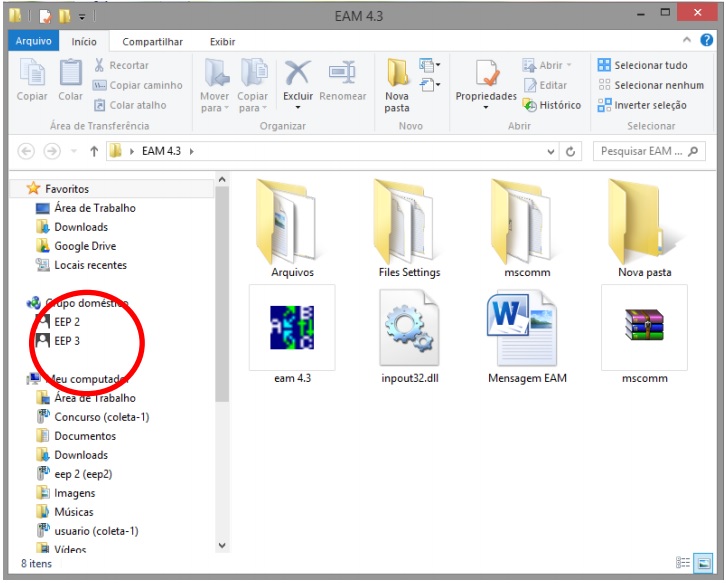 EAM 4.3
Arquivo Início Compartilhar Exibir
Copiar Colar Recortar Copiar caminho Colar atalho
Mover para Copiar para Excluir Renomear
Nova pasta
Propriedades Abrir Editar Histórico
Selecionar tudo Selecionar nenhum Inverter seleção
Área de Transferência Organizar Novo Abrir Selecionar
EAM 4.3 Pesquisar EAM ...
Favoritos
Área de Trabalho
Downloads
Google Drive
Locais recentes
Grupo doméstico
EEP 2
EEP 3
Meu computador
Área de Trabalho
Concurso (coleta-1)
Documentos
Downloads
eep 2 (eep2)
Imagens
Músicas
usuario (coleta-1)
Vídeos
Arquivos Files Settings mscomm Nova pasta
eam 4.3 inpout32.dll Mensagem EAM mscomm
8 itens